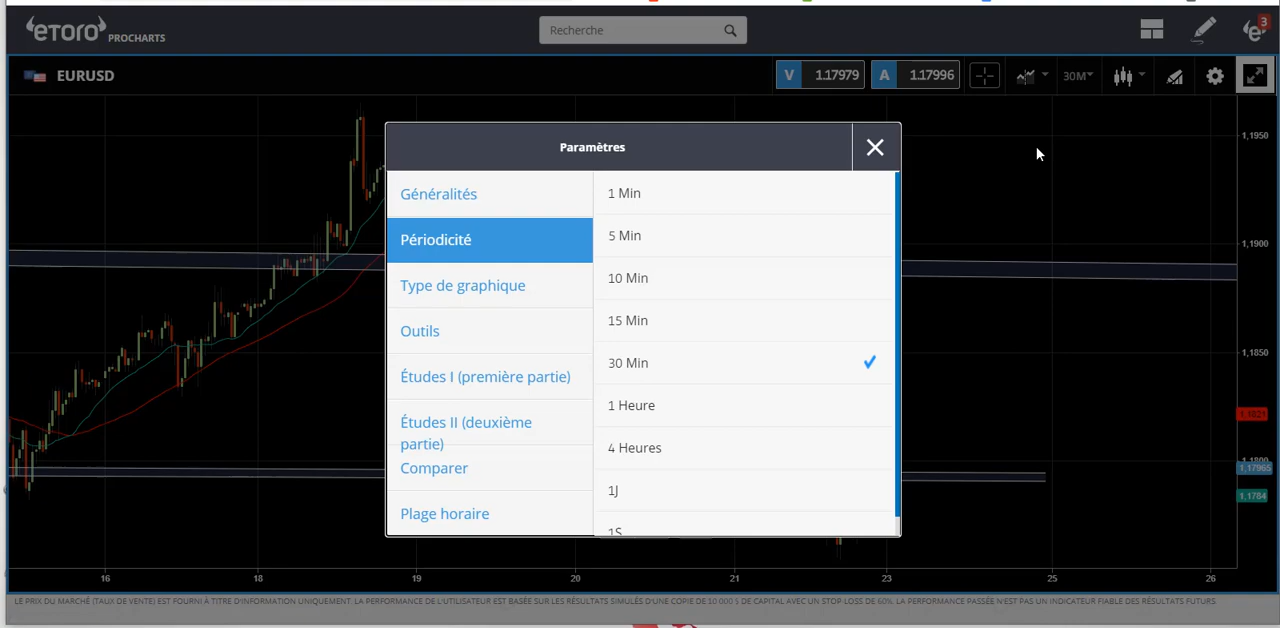 eToro PROCHARTS
Recherche
3
EURUSD
V 1.17979
A 1.17996
30M
Paramètres
Généralités
Périodicité
Type de graphique
Outils
Études I (première partie)
Études II (deuxième
partie)
Comparer
Plage horaire
1 Min
5 Min
10 Min
15 Min
30 Min
1 Heure
4 Heures
1J
1S
1,1950
1,1900
1,1850
1,1821
1,1800
1,17965
1,1784
16 18 19 20 21 23 25 26
LE PRIX DU MARCHÉ (TAUX DE VENTE) EST FOURNI À TITRE D'INFORMATION UNIQUEMENT. LA PERFORMANCE DE L'UTILISATEUR EST BASÉE SUR LES RÉSULTATS SIMULÉS D'UNE COPIE DE 10 000 $ DE CAPITAL AVEC UN STOP-LOSS DE 60%. LA PERFORMANCE PASSÉE N'EST PAS UN INDICATEUR FIABLE DES RÉSULTATS FUTURS